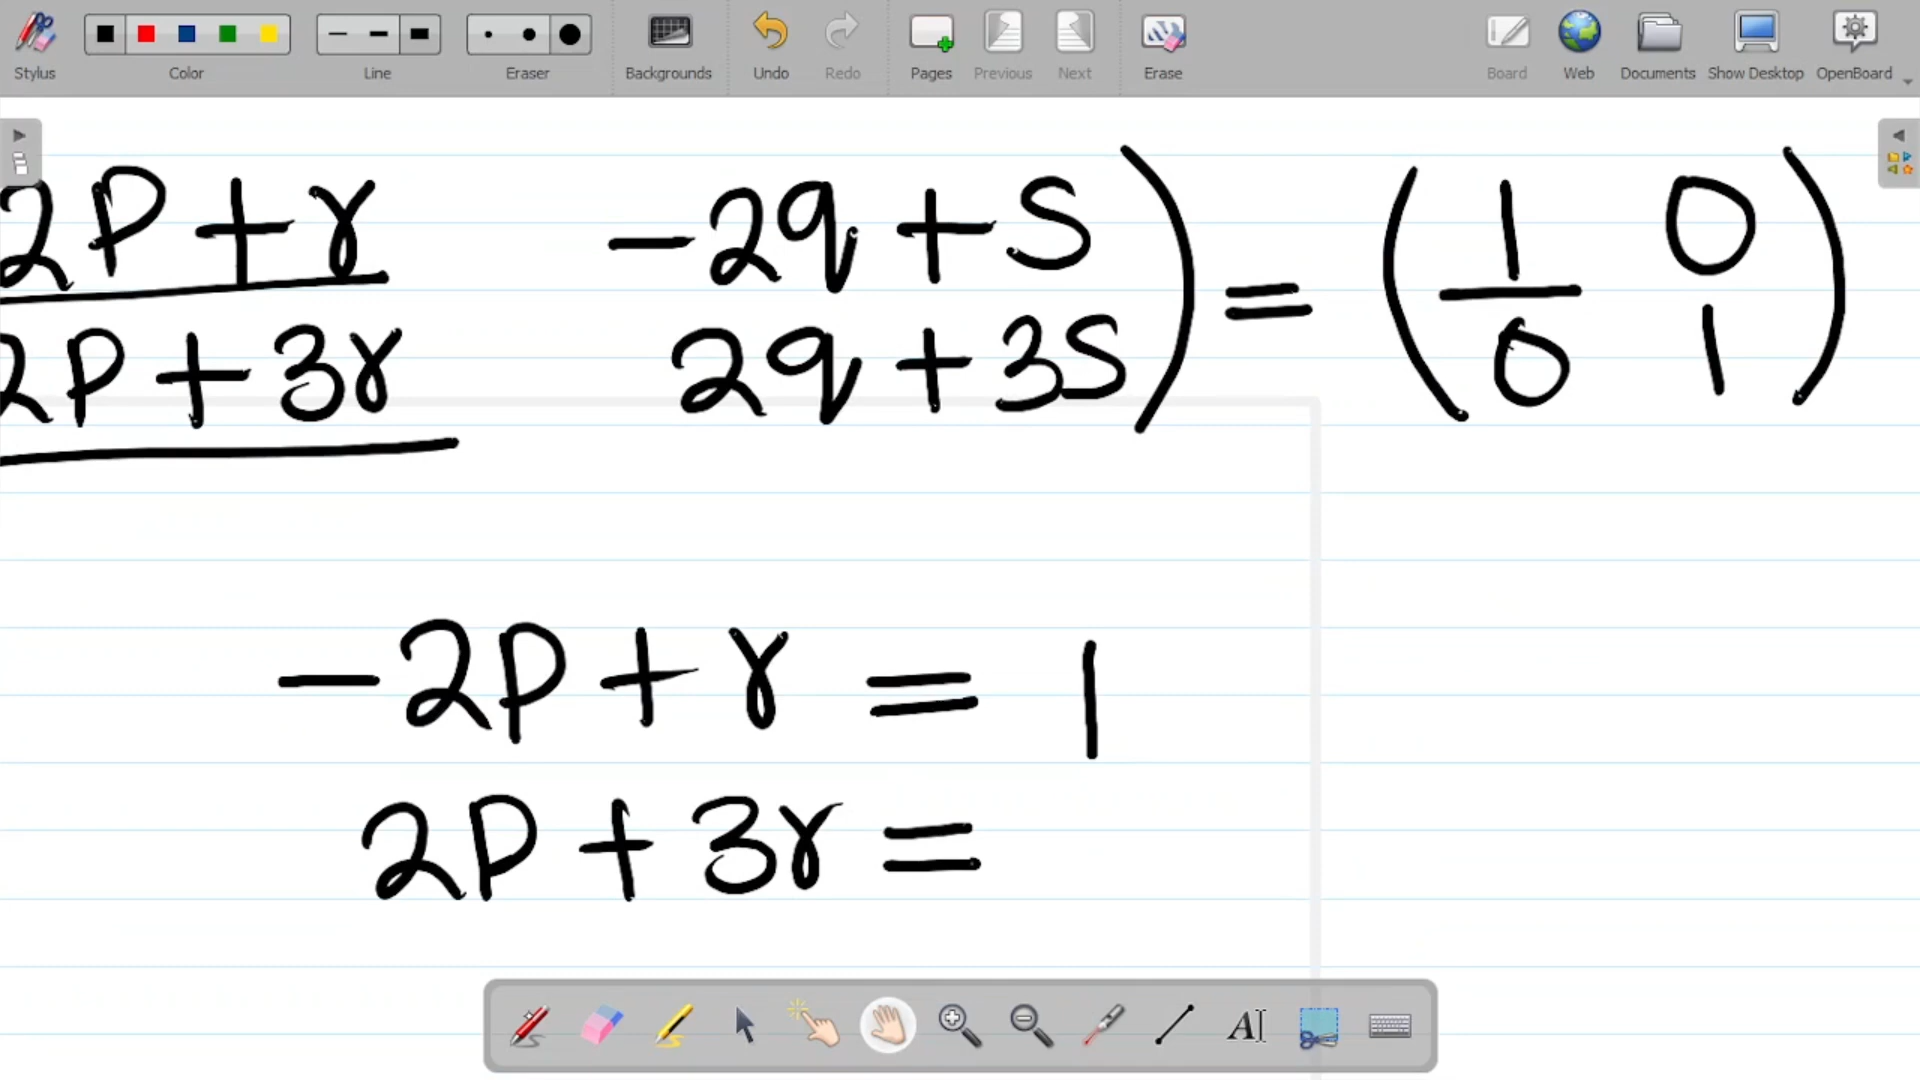 Stylus Color Line Eraser Backgrounds Undo Redo Pages Previous Next Erase Board Web Documents Show Desktop OpenBoard
2P + r -2q + S ) = ( 1 0
2P + 3r 2q + 3S ) ( 0 1 )
-2P + r = 1
2P + 3r =
AI